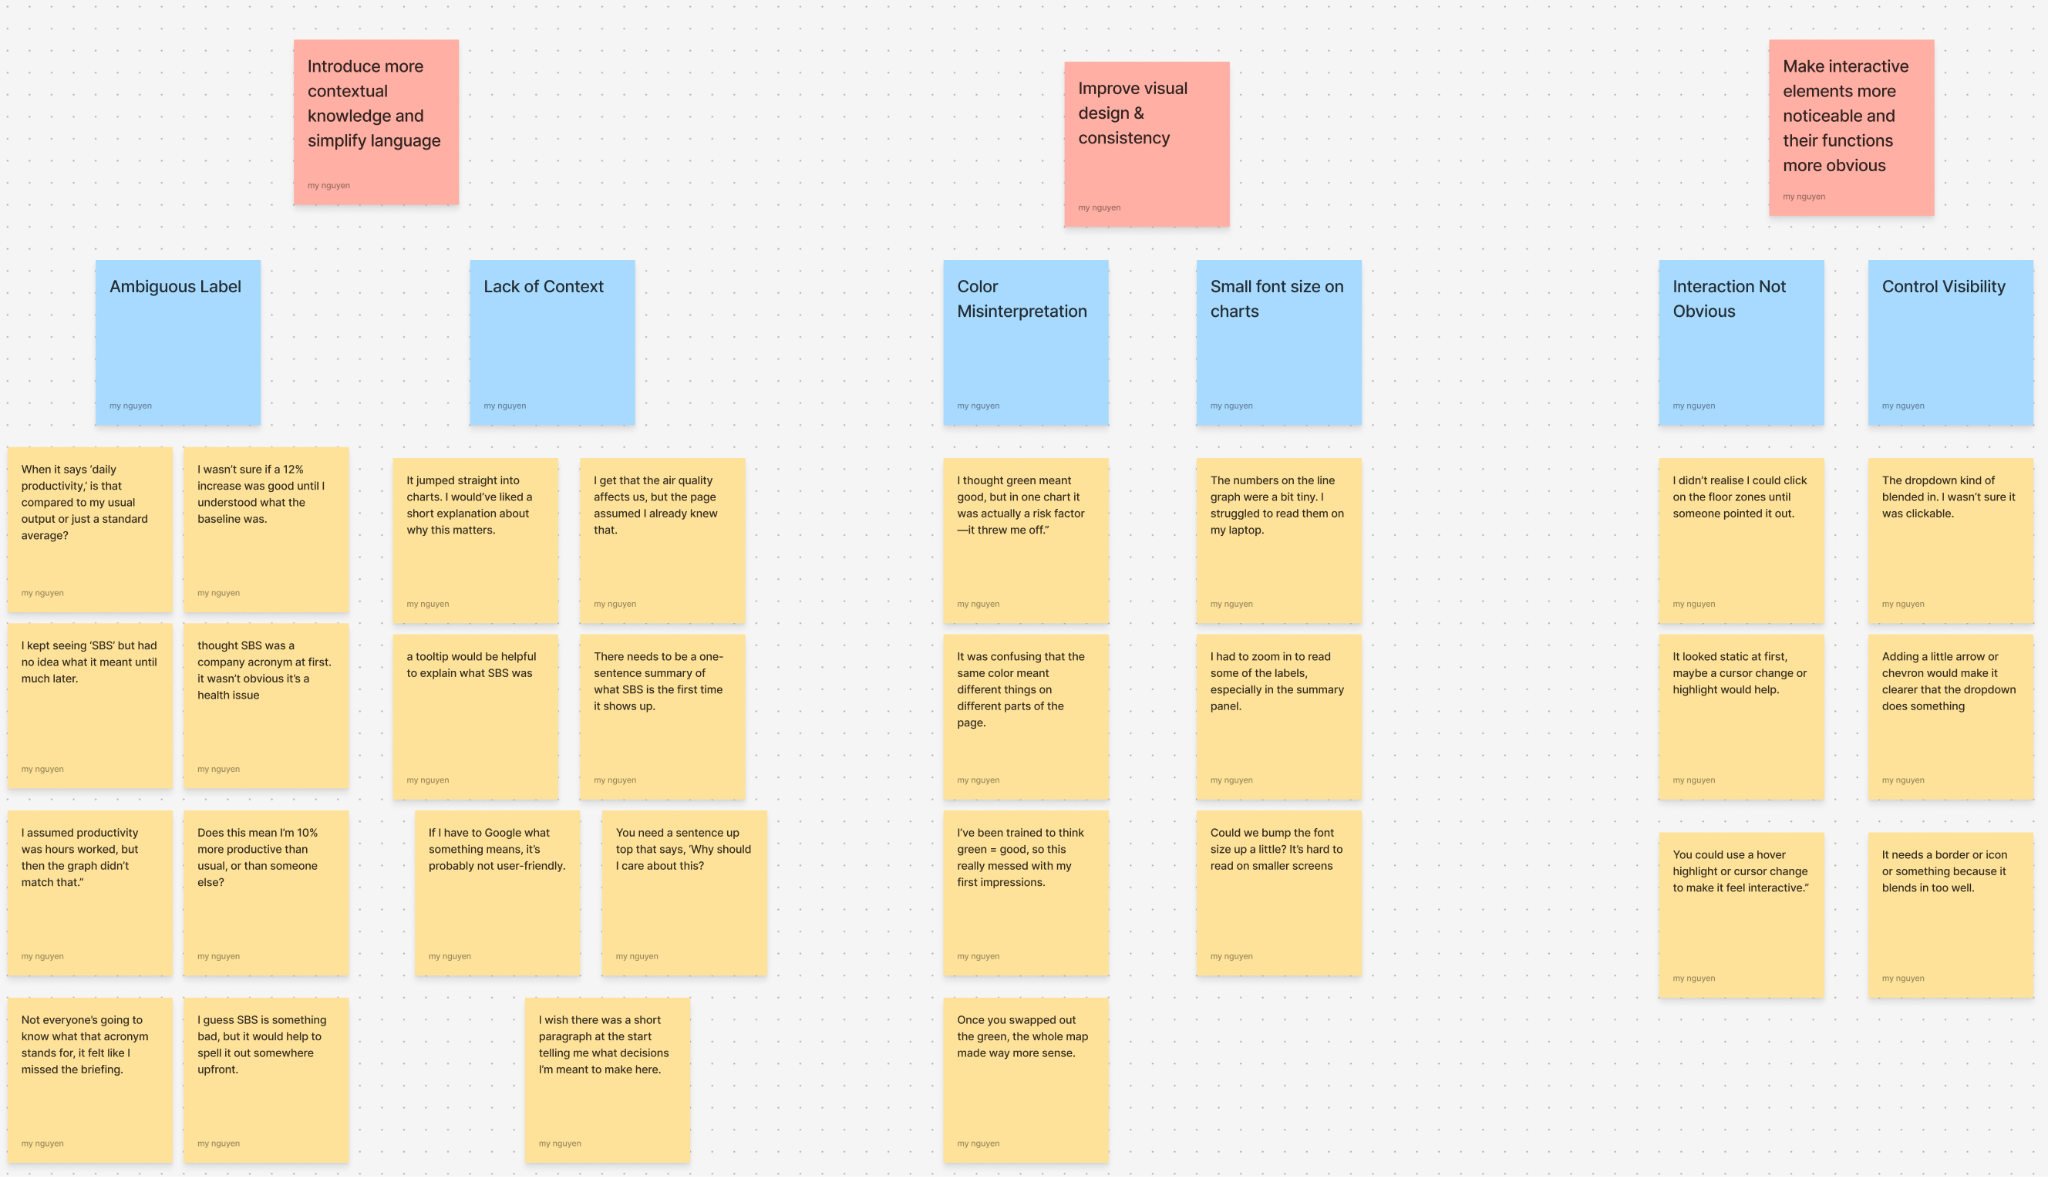 Introduce more
contextual
knowledge and
simplify language
my nguyen
Improve visual
design &
consistency
my nguyen
Make interactive
elements more
noticeable and
their functions
more obvious
my nguyen
Ambiguous Label
my nguyen
Lack of Context
my nguyen
Color
Misinterpretation
my nguyen
Small font size on
charts
my nguyen
Interaction Not
Obvious
my nguyen
Control Visibility
my nguyen
When it says ‘daily
productivity,’ is that
compared to my usual
output or just a standard
average?
my nguyen
I wasn’t sure if a 12%
increase was good until I
understood what the
baseline was.
my nguyen
It jumped straight into
charts. I would’ve liked a
short explanation about
why this matters.
my nguyen
I get that the air quality
affects us, but the page
assumed I already knew
that.
my nguyen
I thought green meant
good, but in one chart it
was actually a risk factor
—it threw me off.”
my nguyen
The numbers on the line
graph were a bit tiny. I
struggled to read them on
my laptop.
my nguyen
I didn’t realise I could click
on the floor zones until
someone pointed it out.
my nguyen
The dropdown kind of
blended in. I wasn’t sure it
was clickable.
my nguyen
I kept seeing ‘SBS’ but had
no idea what it meant until
much later.
my nguyen
thought SBS was a
company acronym at first.
it wasn’t obvious it’s a
health issue
my nguyen
a tooltip would be helpful
to explain what SBS was
my nguyen
There needs to be a one-
sentence summary of
what SBS is the first time
it shows up.
my nguyen
It was confusing that the
same color meant
different things on
different parts of the
page.
my nguyen
I had to zoom in to read
some of the labels,
especially in the summary
panel.
my nguyen
It looked static at first,
maybe a cursor change or
highlight would help.
my nguyen
Adding a little arrow or
chevron would make it
clearer that the dropdown
does something
my nguyen
I assumed productivity
was hours worked, but
then the graph didn’t
match that.”
my nguyen
Does this mean I’m 10%
more productive than
usual, or than someone
else?
my nguyen
If I have to Google what
something means, it’s
probably not user-friendly.
my nguyen
You need a sentence up
top that says, ‘Why should
I care about this?
my nguyen
I’ve been trained to think
green = good, so this
really messed with my
first impressions.
my nguyen
Could we bump the font
size up a little? It’s hard to
read on smaller screens
my nguyen
You could use a hover
highlight or cursor change
to make it feel interactive.”
my nguyen
It needs a border or icon
or something because it
blends in too well.
my nguyen
Not everyone’s going to
know what that acronym
stands for, it felt like I
missed the briefing.
my nguyen
I guess SBS is something
bad, but it would help to
spell it out somewhere
upfront.
my nguyen
I wish there was a short
paragraph at the start
telling me what decisions
I’m meant to make here.
my nguyen
Once you swapped out
the green, the whole map
made way more sense.
my nguyen